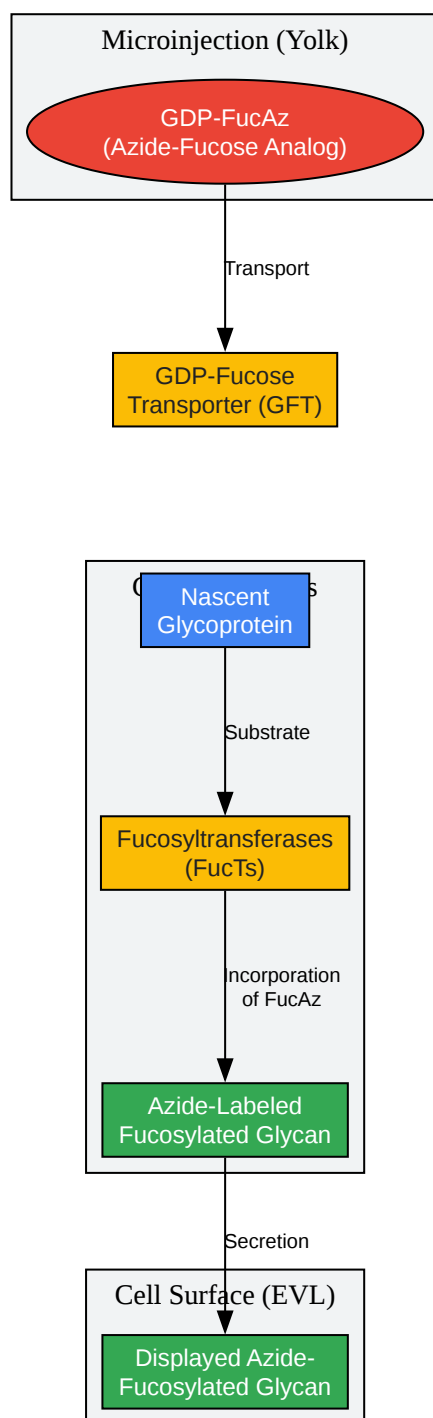 Microinjection (Yolk)
GDP-FucAz
(Azide-Fucose Analog)
Transport
GDP-Fucose
Transporter (GFT)
Nascent
Glycoprotein
Substrate
Fucosyltransferases
(FucTs)
Incorporation
of FucAz
Azide-Labeled
Fucosylated Glycan
Secretion
Cell Surface (EVL)
Displayed Azide-
Fucosylated Glycan